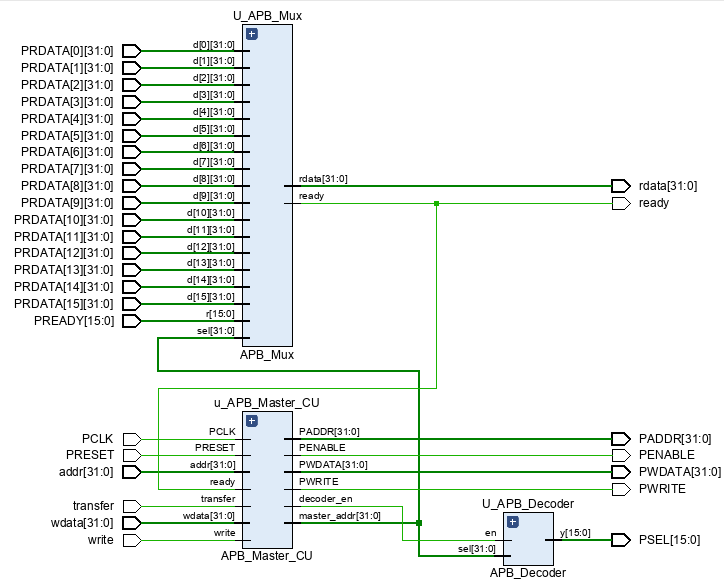 U_APB_Mux
PRDATA[0][31:0] d[0][31:0]
PRDATA[1][31:0] d[1][31:0]
PRDATA[2][31:0] d[2][31:0]
PRDATA[3][31:0] d[3][31:0]
PRDATA[4][31:0] d[4][31:0]
PRDATA[5][31:0] d[5][31:0]
PRDATA[6][31:0] d[6][31:0]
PRDATA[7][31:0] d[7][31:0]
PRDATA[8][31:0] d[8][31:0] rdata[31:0] rdata[31:0]
PRDATA[9][31:0] d[9][31:0] ready ready
PRDATA[10][31:0] d[10][31:0]
PRDATA[11][31:0] d[11][31:0]
PRDATA[12][31:0] d[12][31:0]
PRDATA[13][31:0] d[13][31:0]
PRDATA[14][31:0] d[14][31:0]
PRDATA[15][31:0] d[15][31:0]
PREADY[15:0] r[15:0]
sel[31:0]
APB_Mux
u_APB_Master_CU
PCLK PCLK PADDR[31:0] PADDR[31:0]
PRESET PRESET PENABLE PENABLE
addr[31:0] addr[31:0] PWDATA[31:0] PWDATA[31:0]
ready PWRITE PWRITE
transfer transfer decoder_en U_APB_Decoder
wdata[31:0] wdata[31:0] master_addr[31:0]
write write en y[15:0] PSEL[15:0]
APB_Master_CU sel[31:0]
APB_Decoder